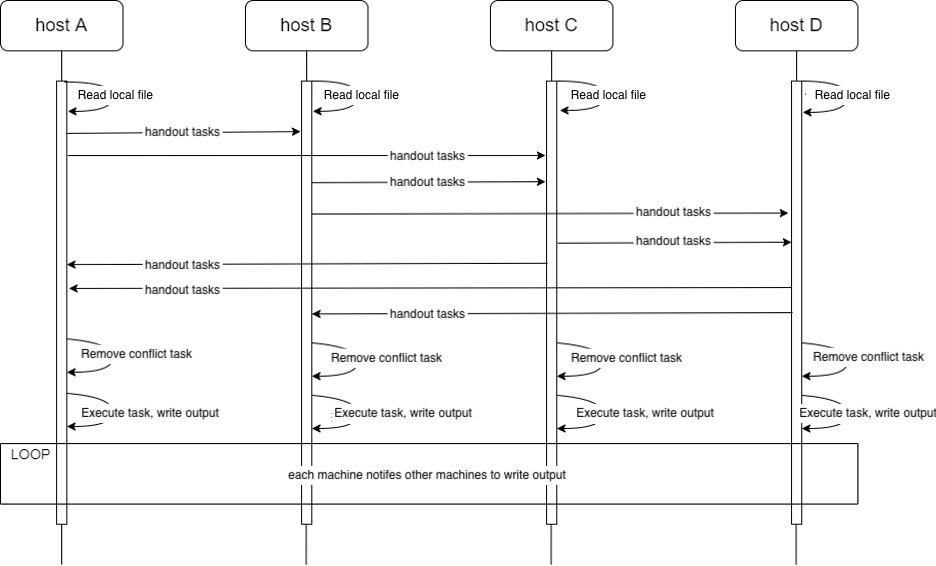 host A
host B
host C
host D
Read local file
Read local file
Read local file
Read local file
handout tasks
handout tasks
handout tasks
handout tasks
handout tasks
handout tasks
handout tasks
handout tasks
Remove conflict task
Remove conflict task
Remove conflict task
Remove conflict task
Execute task, write output
Execute task, write output
Execute task, write output
Execute task, write output
LOOP
each machine notifes other machines to write output